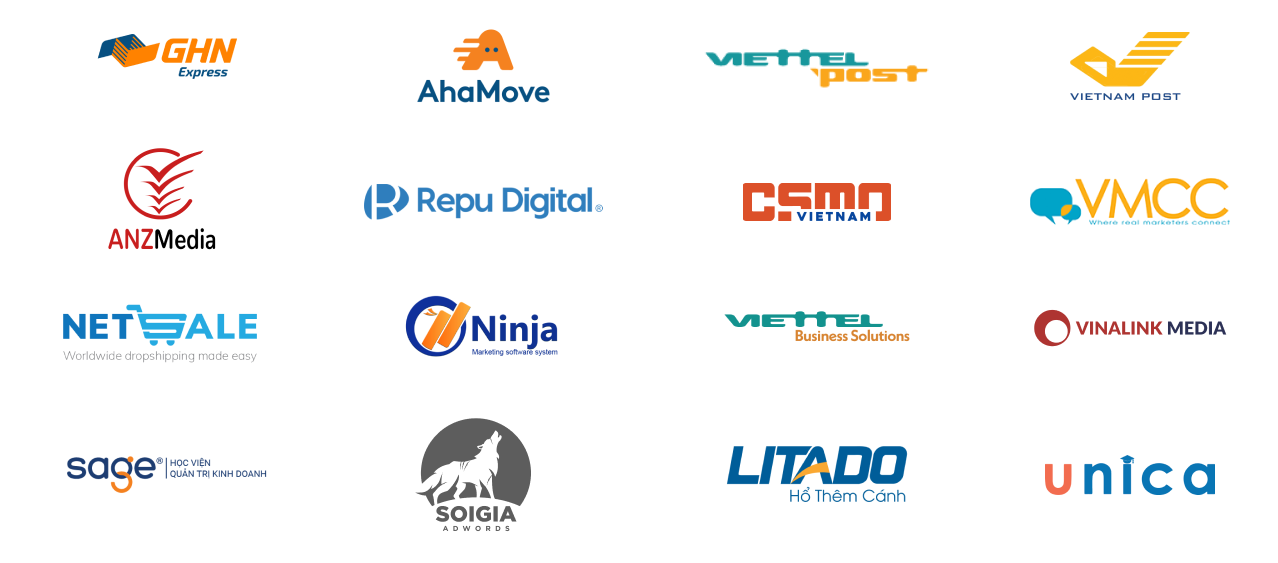 GHN
Express
AhaMove
VIETTEL
post
VIETNAM POST
ANZMedia
Repu Digital®
CSMO
VIETNAM
VMCC
Where real marketers connect
NET ALE
Worldwide dropshipping made easy
Ninja
Marketing software system
VIETTEL
Business Solutions
VINALINK MEDIA
sage®
HỌC VIỆN
QUẢN TRỊ KINH DOANH
SOIGIA
ADWORDS
LITADO
Hổ Thêm Cánh
unica